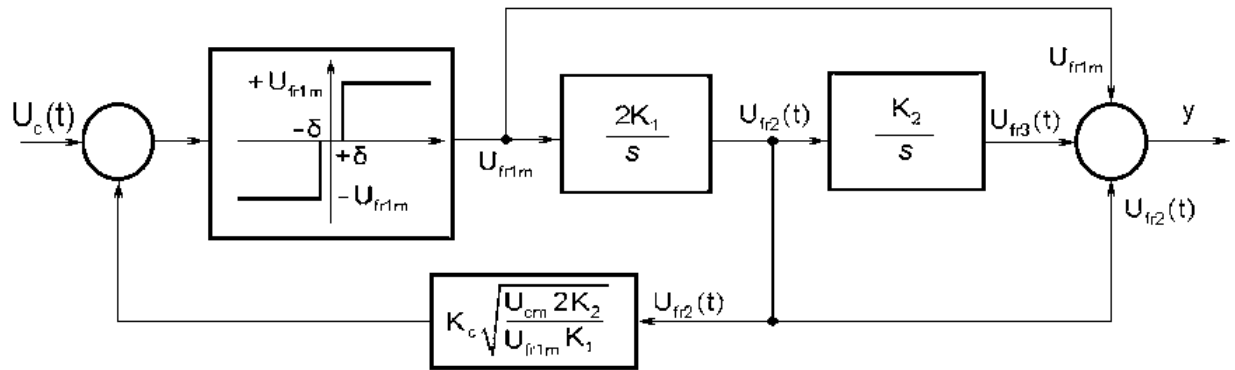 U_fr1m
U_c(t)
+U_fr1m
−δ
+δ
−U_fr1m
U_fr1m
2K_1
s
U_fr2(t)
K_2
s
U_fr3(t)
y
U_fr2(t)
K_c √ U_cm 2K_2
U_fr1m K_1
U_fr2(t)